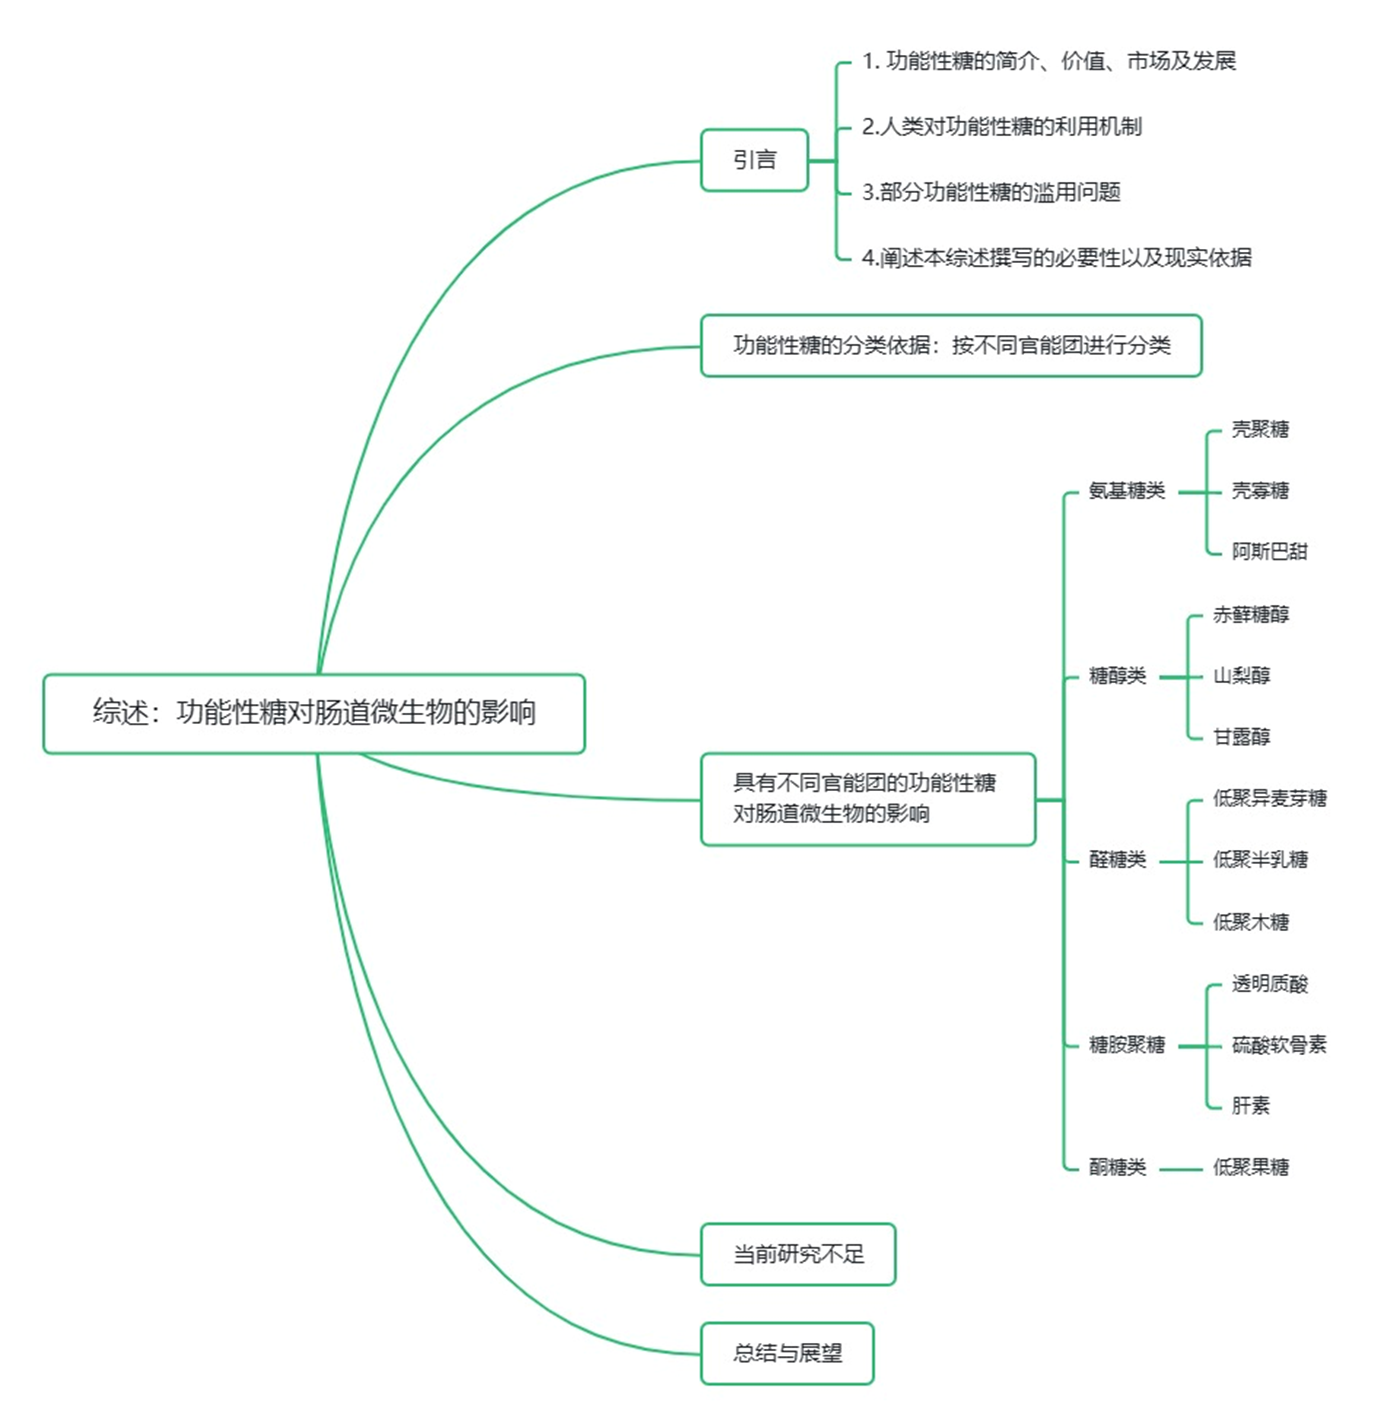 1. 功能性糖的简介、价值、市场及发展
2.人类对功能性糖的利用机制
引言
3.部分功能性糖的滥用问题
4.阐述本综述撰写的必要性以及现实依据
功能性糖的分类依据：按不同官能团进行分类
壳聚糖
氨基糖类
壳寡糖
阿斯巴甜
赤藓糖醇
糖醇类
山梨醇
甘露醇
综述：功能性糖对肠道微生物的影响
具有不同官能团的功能性糖
对肠道微生物的影响
低聚异麦芽糖
醛糖类
低聚半乳糖
低聚木糖
透明质酸
糖胺聚糖
硫酸软骨素
肝素
酮糖类
低聚果糖
当前研究不足
总结与展望